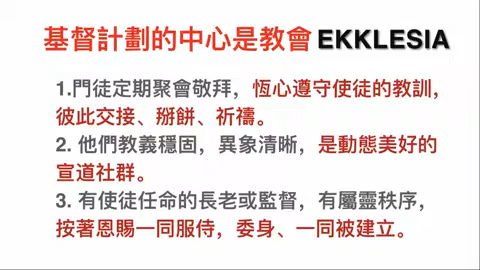 基督計劃的中心是教會 EKKLESIA
1.門徒定期聚會敬拜，恆心遵守使徒的教訓，
彼此交接、掰餅、祈禱。
2. 他們教義穩固，異象清晰，是動態美好的
宣道社群。
3. 有使徒任命的長老或監督，有屬靈秩序，
按著恩賜一同服侍，委身、一同被建立。